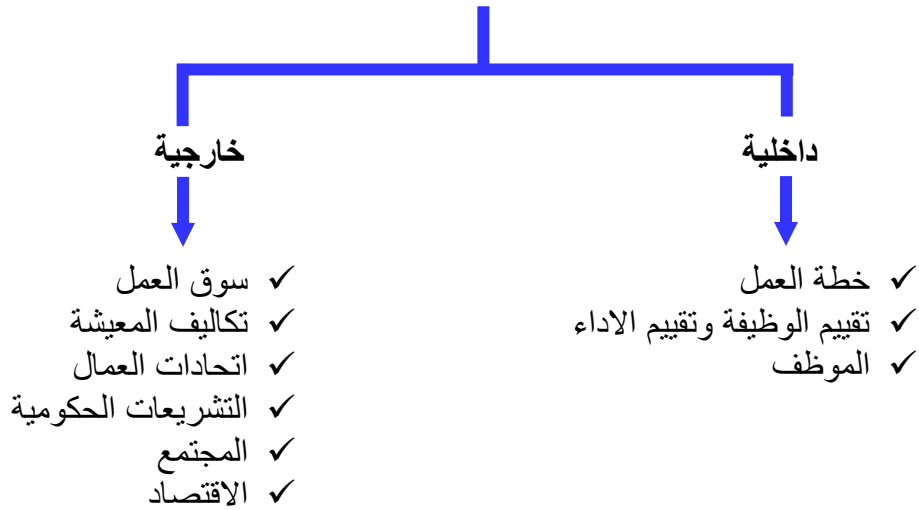 داخلية
✓ خطة العمل
✓ تقييم الوظيفة وتقييم الاداء
✓ الموظف
خارجية
✓ سوق العمل
✓ تكاليف المعيشة
✓ اتحادات العمال
✓ التشريعات الحكومية
✓ المجتمع
✓ الاقتصاد